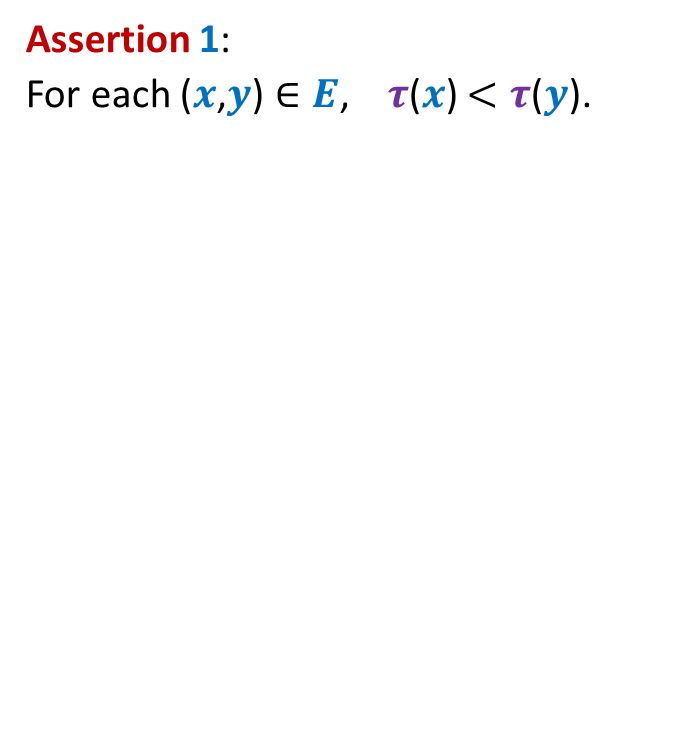 Assertion 1:
For each (x,y) ∈ E, τ(x) < τ(y).